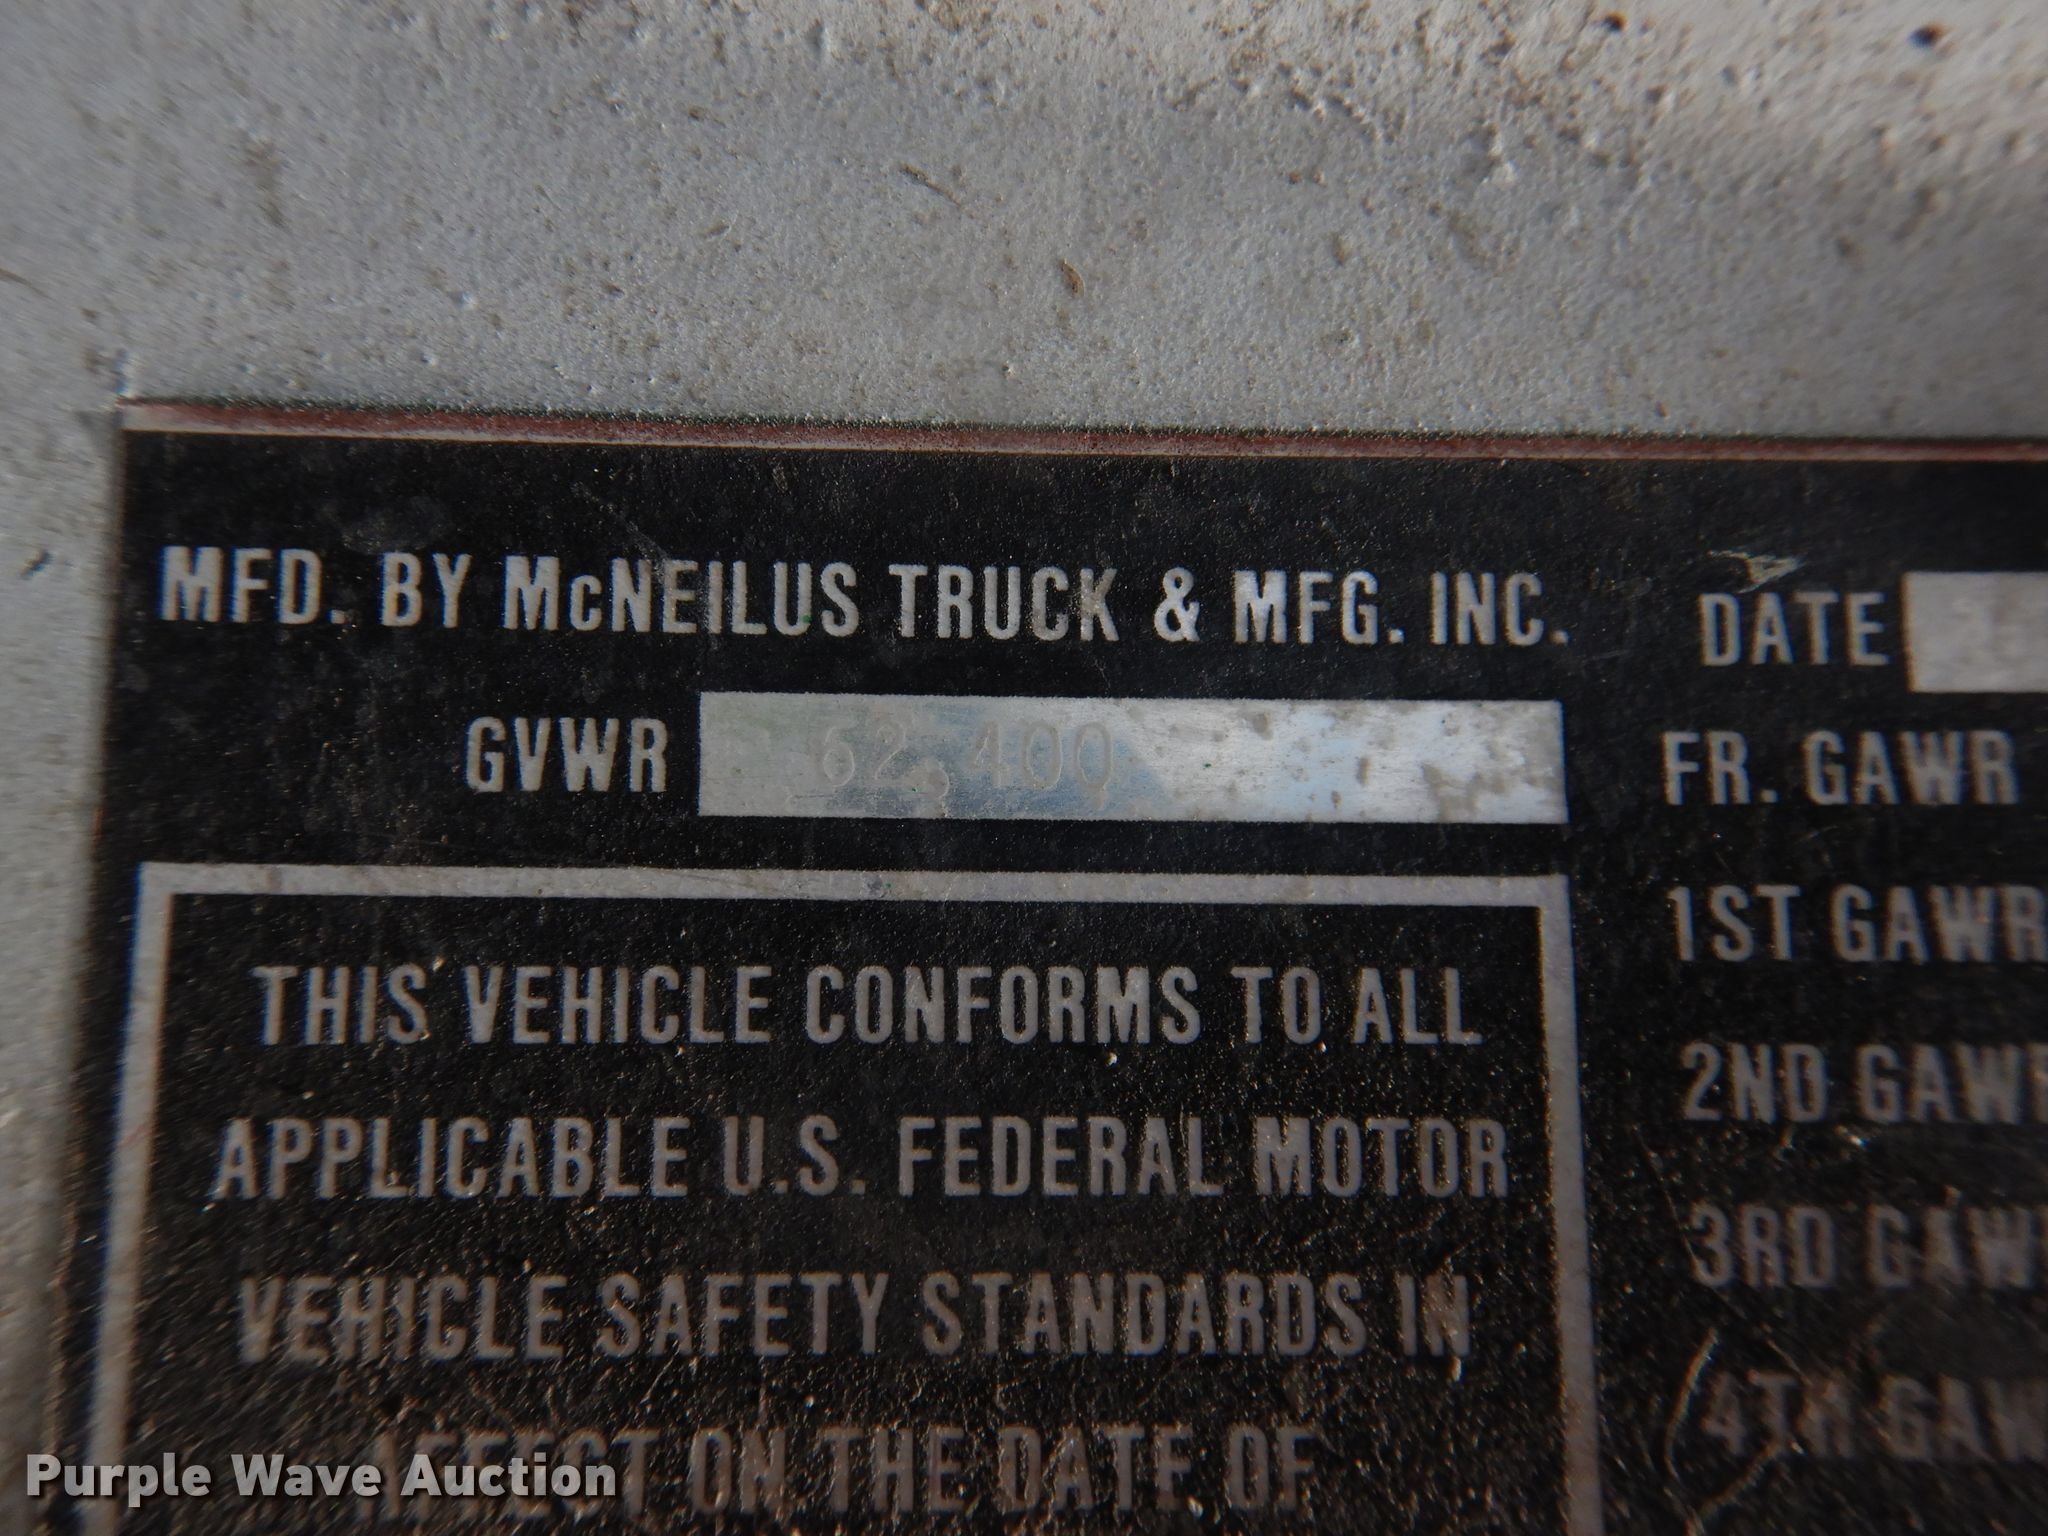 MFD. BY McNEILUS TRUCK & MFG. INC.
DATE
GVWR 62,400
FR. GAWR
1ST GAWR
THIS VEHICLE CONFORMS TO ALL
APPLICABLE U.S. FEDERAL MOTOR
VEHICLE SAFETY STANDARDS IN
AFFECT ON THE DATE OF
2ND GAWR
3RD GAW
4TH GAW
Purple Wave Auction